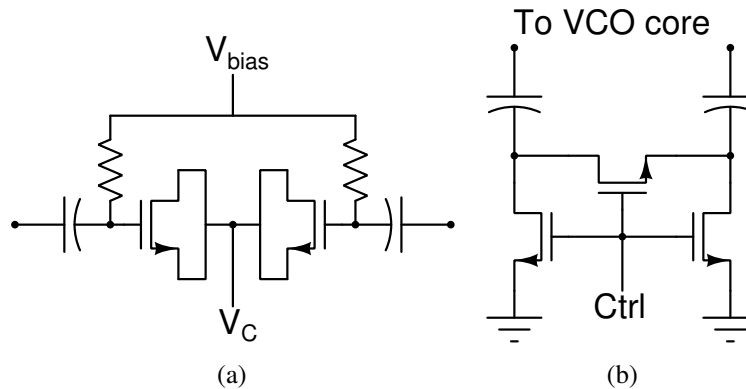 To VCO core
V_bias
V_C
Ctrl
(a)
(b)